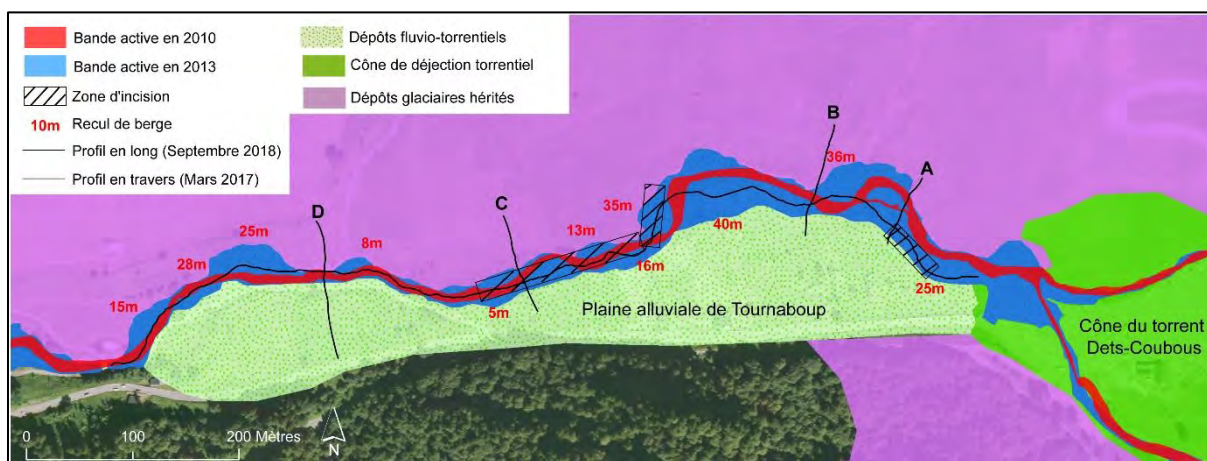 Bande active en 2010
Bande active en 2013
Zone d'incision
10m Recul de berge
Profil en long (Septembre 2018)
Profil en travers (Mars 2017)
Dépôts fluvio-torrentiels
Cône de déjection torrentiel
Dépôts glaciaires hérités
B
36m
A
D
C
35m
13m
40m
25m
8m
28m
16m
25m
15m
5m
Plaine alluviale de Tournaboup
Cône du torrent
Dets-Coubous
0 100 200 Mètres
N